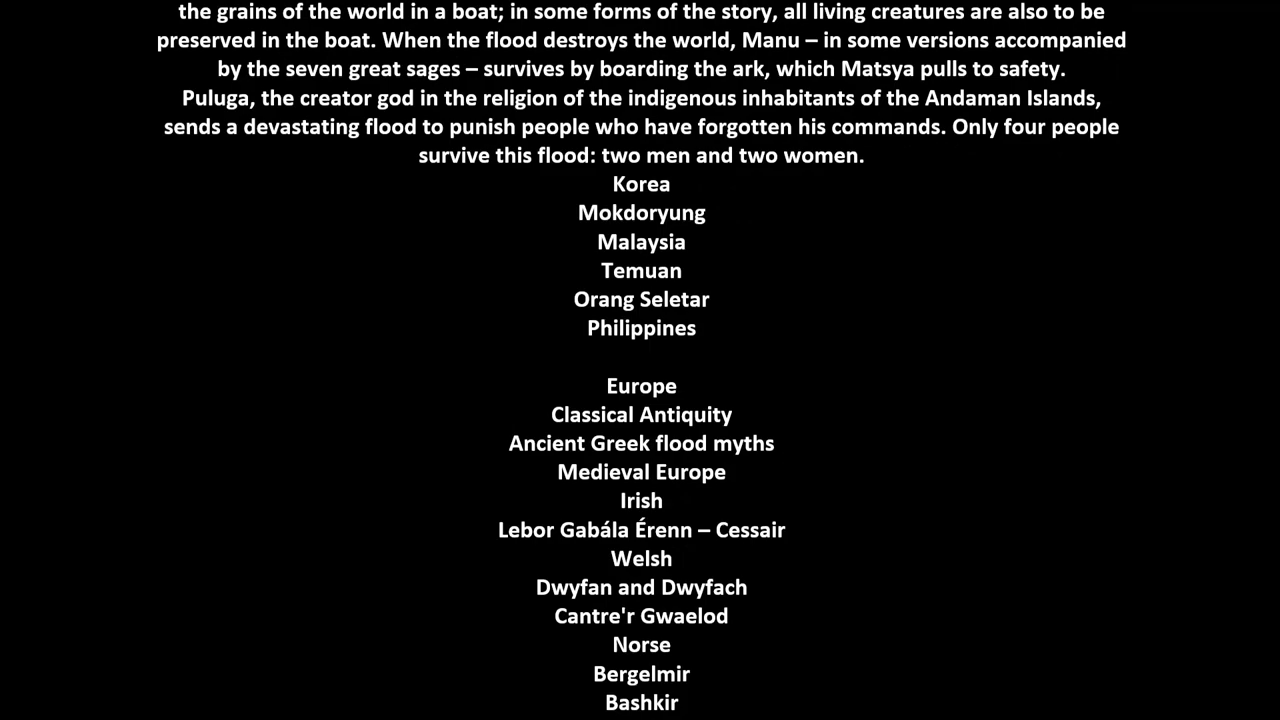 the grains of the world in a boat; in some forms of the story, all living creatures are also to be
preserved in the boat. When the flood destroys the world, Manu – in some versions accompanied
by the seven great sages – survives by boarding the ark, which Matsya pulls to safety.
Puluga, the creator god in the religion of the indigenous inhabitants of the Andaman Islands,
sends a devastating flood to punish people who have forgotten his commands. Only four people
survive this flood: two men and two women.
Korea
Mokdoryung
Malaysia
Temuan
Orang Seletar
Philippines
Europe
Classical Antiquity
Ancient Greek flood myths
Medieval Europe
Irish
Lebor Gabála Érenn – Cessair
Welsh
Dwyfan and Dwyfach
Cantre'r Gwaelod
Norse
Bergelmir
Bashkir